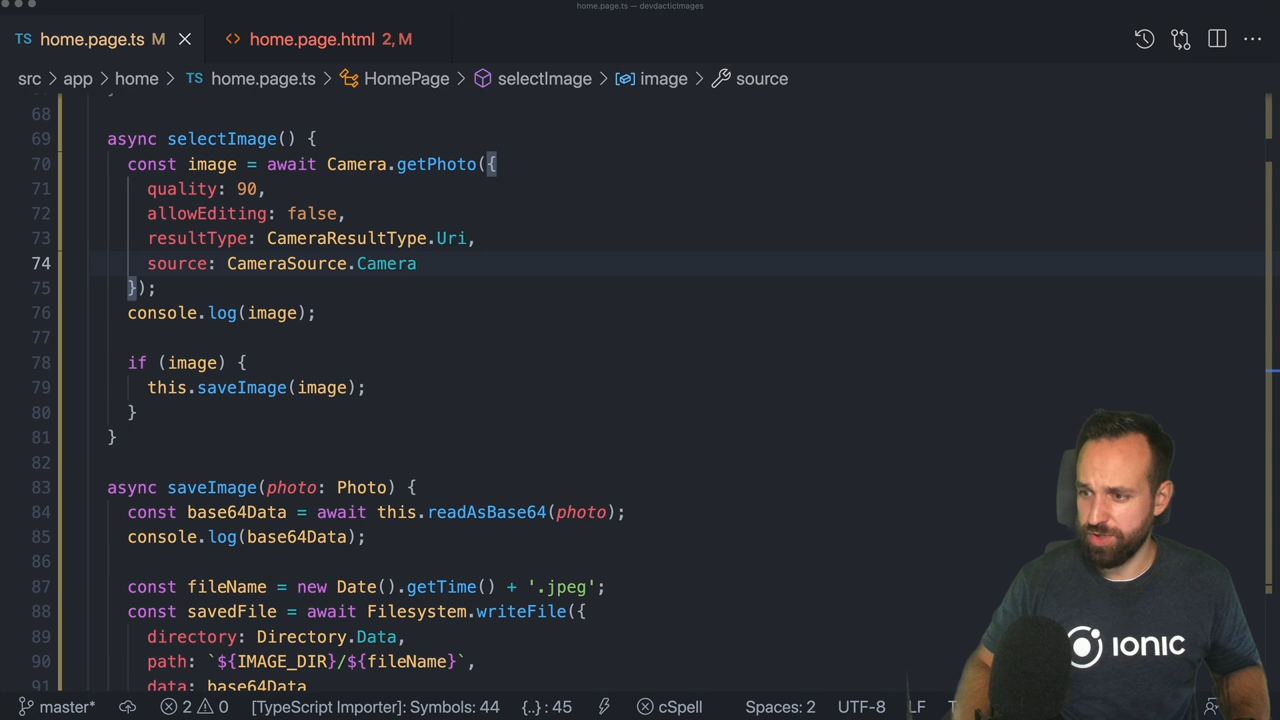 home.page.ts — devdacticImages
TS home.page.ts M
home.page.html 2, M
src > app > home > TS home.page.ts > HomePage > selectImage > image > source
68
69 async selectImage() {
70 const image = await Camera.getPhoto({
71 quality: 90,
72 allowEditing: false,
73 resultType: CameraResultType.Uri,
74 source: CameraSource.Camera
75 });
76 console.log(image);
77
78 if (image) {
79 this.saveImage(image);
80 }
81 }
82
83 async saveImage(photo: Photo) {
84 const base64Data = await this.readAsBase64(photo);
85 console.log(base64Data);
86
87 const fileName = new Date().getTime() + '.jpeg';
88 const savedFile = await Filesystem.writeFile({
89 directory: Directory.Data,
90 path: `${IMAGE_DIR}/${fileName}`,
91 data: base64Data
IONIC
master* 2 0 [TypeScript Importer]: Symbols: 44 {..}: 45 cSpell Spaces: 2 UTF-8 LF